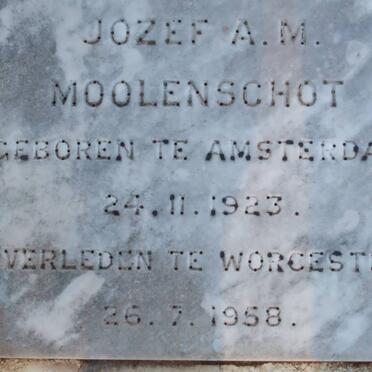 JOZEF A.M.
MOOLENSCHOT
GEBOREN TE AMSTERDA
24.11.1923.
VERLEDEN TE WORCEST
26.7.1958.